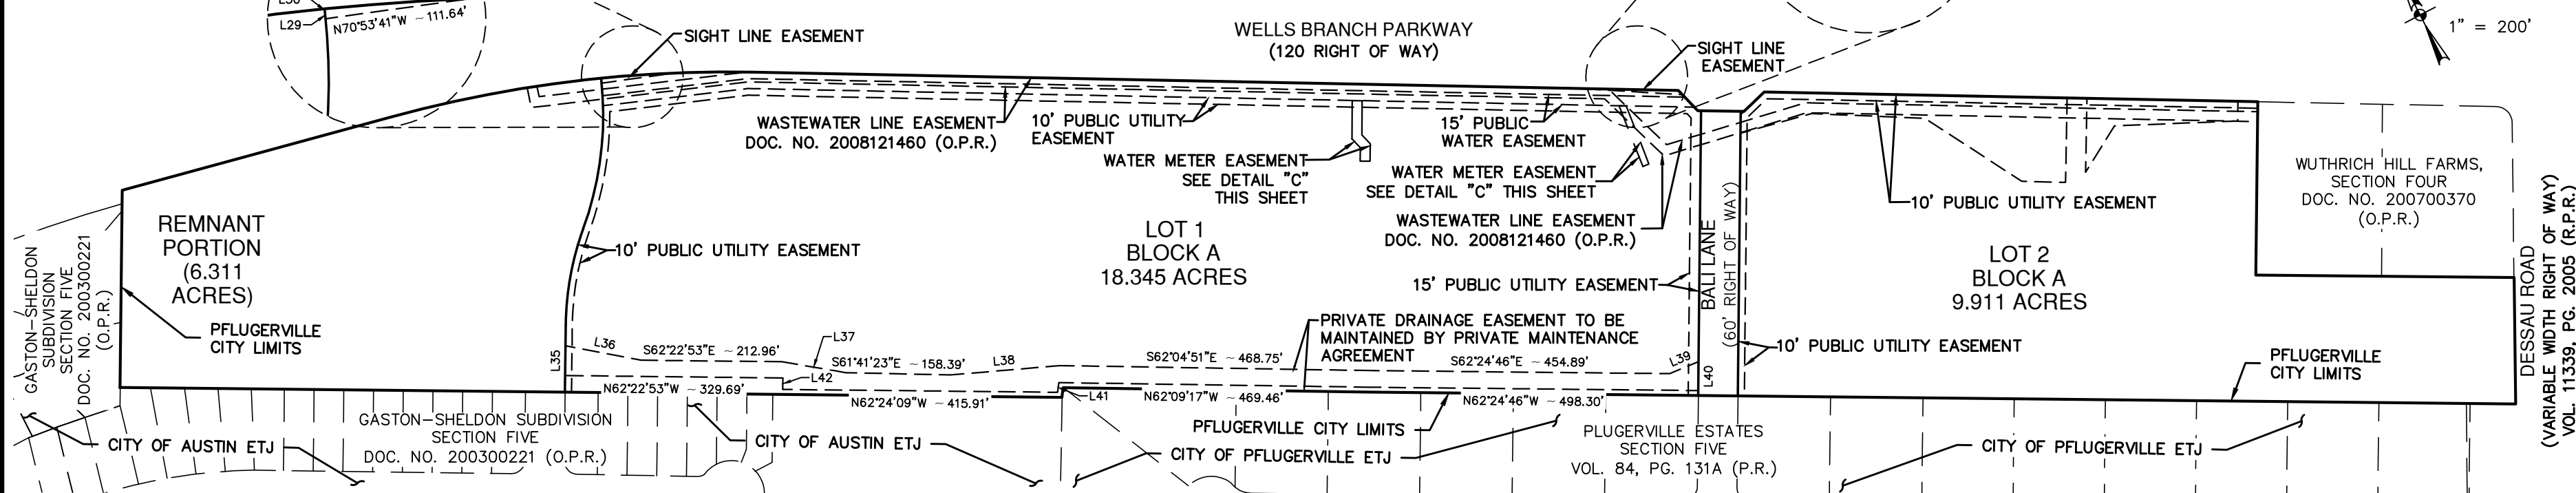 L29
N70°53'41"W ~ 111.64'
SIGHT LINE EASEMENT
WELLS BRANCH PARKWAY
(120 RIGHT OF WAY)
SIGHT LINE
EASEMENT
1" = 200'
WASTEWATER LINE EASEMENT
DOC. NO. 2008121460 (O.P.R.)
10' PUBLIC UTILITY
EASEMENT
WATER METER EASEMENT
SEE DETAIL "C"
THIS SHEET
15' PUBLIC
WATER EASEMENT
WATER METER EASEMENT
SEE DETAIL "C" THIS SHEET
WASTEWATER LINE EASEMENT
DOC. NO. 2008121460 (O.P.R.)
10' PUBLIC UTILITY EASEMENT
WUTHRICH HILL FARMS,
SECTION FOUR
DOC. NO. 200700370
(O.P.R.)
REMNANT
PORTION
(6.311
ACRES)
10' PUBLIC UTILITY EASEMENT
LOT 1
BLOCK A
18.345 ACRES
15' PUBLIC UTILITY EASEMENT
BALI LANE
(60' RIGHT OF WAY)
LOT 2
BLOCK A
9.911 ACRES
DESSAU ROAD
(VARIABLE WIDTH RIGHT OF WAY)
VOL. 11339, PG. 2005 (R.P.R.)
GASTON-SHELDON
SUBDIVISION
SECTION FIVE
DOC. NO. 200300221
(O.P.R.)
PFLUGERVILLE
CITY LIMITS
L35
L36
S62°22'53"E ~ 212.96'
L37
S61°41'23"E ~ 158.39'
L38
S62°04'51"E ~ 468.75'
PRIVATE DRAINAGE EASEMENT TO BE
MAINTAINED BY PRIVATE MAINTENANCE
AGREEMENT
S62°24'46"E ~ 454.89'
L39
L40
10' PUBLIC UTILITY EASEMENT
PFLUGERVILLE
CITY LIMITS
N62°22'53"W ~ 329.69'
L42
N62°24'09"W ~ 415.91'
L41
N62°09'17"W ~ 469.46'
N62°24'46"W ~ 498.30'
CITY OF AUSTIN ETJ
GASTON-SHELDON SUBDIVISION
SECTION FIVE
DOC. NO. 200300221 (O.P.R.)
CITY OF AUSTIN ETJ
PFLUGERVILLE CITY LIMITS
CITY OF PFLUGERVILLE ETJ
PLUGERVILLE ESTATES
SECTION FIVE
VOL. 84, PG. 131A (P.R.)
CITY OF PFLUGERVILLE ETJ